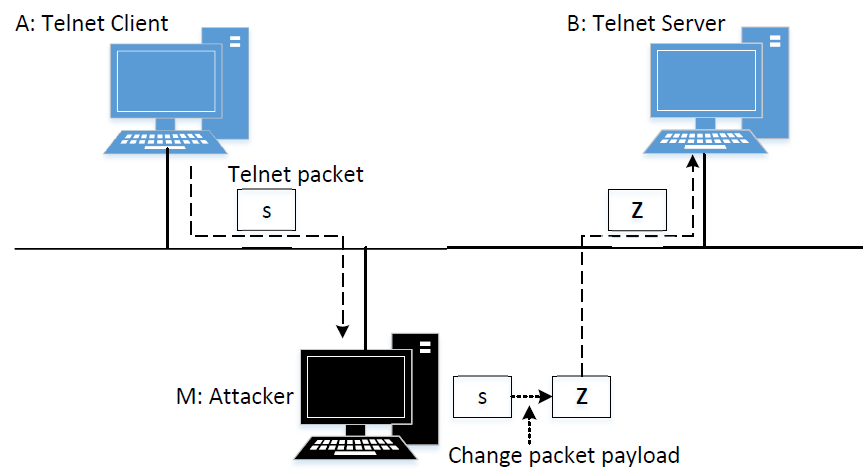 A: Telnet Client
B: Telnet Server
Telnet packet
s
Z
M: Attacker
s
Z
Change packet payload